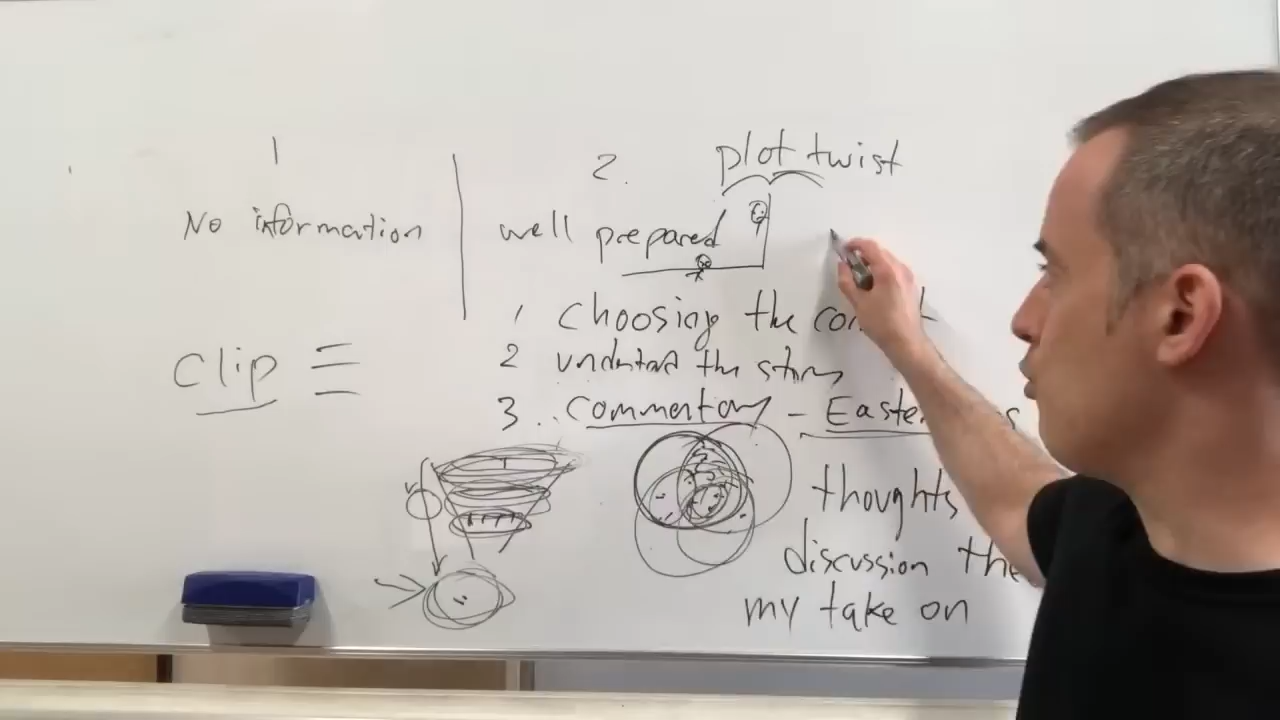 1
No information
clip
2.
plot twist
well prepared
1 Choosing the
2 understand the story
3. Commentary - Easter
thoughts
discussion the
my take on